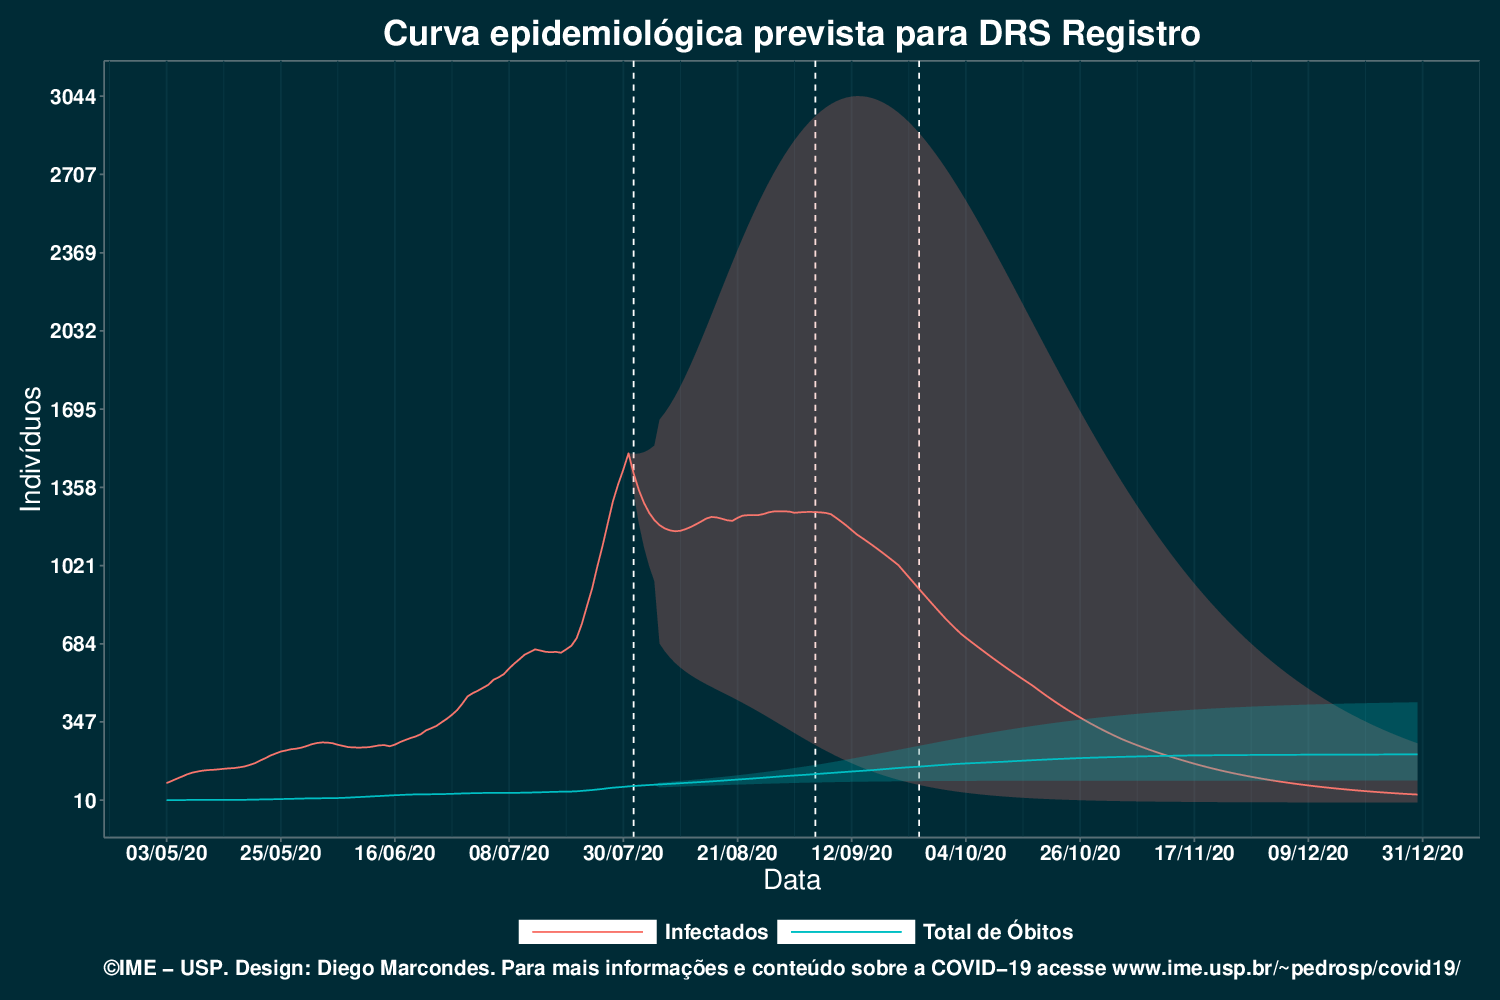 Curva epidemiológica prevista para DRS Registro
Indivíduos
3044
2707
2369
2032
1695
1358
1021
684
347
10
03/05/20 25/05/20 16/06/20 08/07/20 30/07/20 21/08/20 12/09/20 04/10/20 26/10/20 17/11/20 09/12/20 31/12/20
Data
Infectados Total de Óbitos
©IME − USP. Design: Diego Marcondes. Para mais informações e conteúdo sobre a COVID−19 acesse www.ime.usp.br/~pedrosp/covid19/